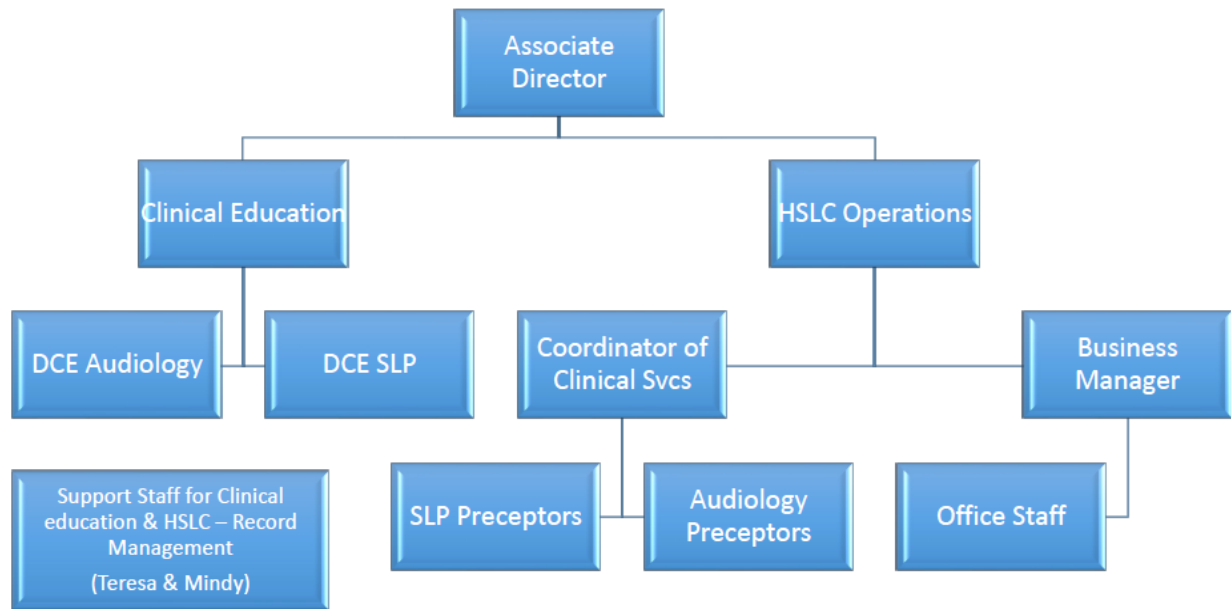 Associate
Director
Clinical Education
HSLC Operations
DCE Audiology
DCE SLP
Coordinator of
Clinical Svcs
Business
Manager
Support Staff for Clinical
education & HSLC – Record
Management
(Teresa & Mindy)
SLP Preceptors
Audiology
Preceptors
Office Staff